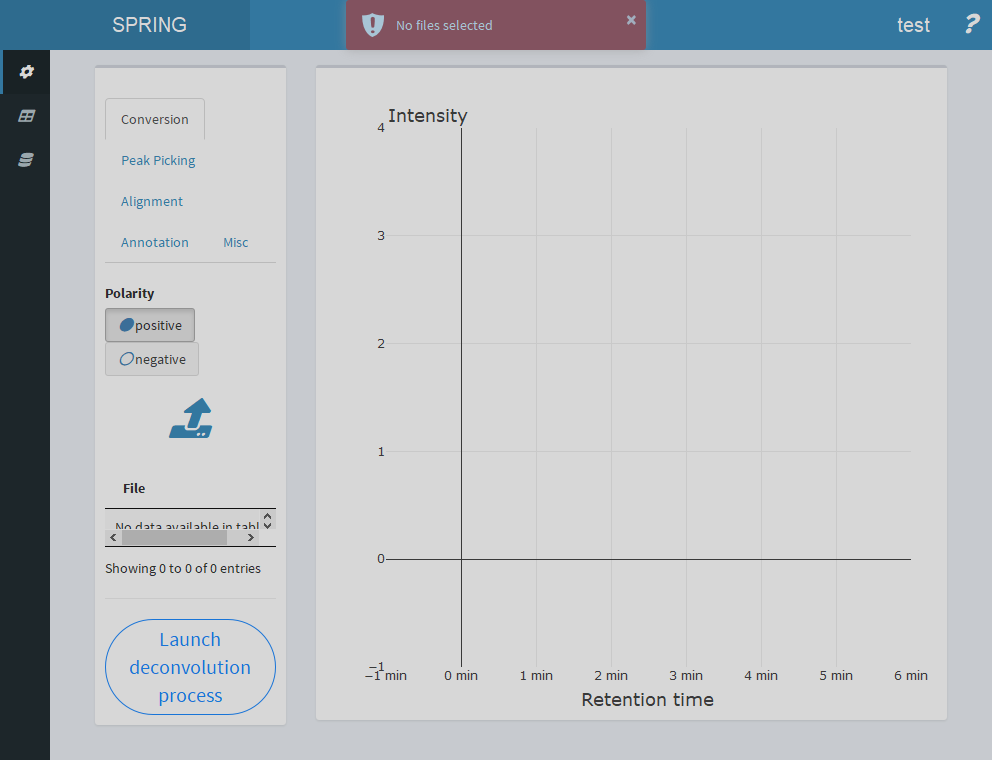 SPRING
No files selected
×
test
?
Conversion
Peak Picking
Alignment
Annotation Misc
Polarity
positive
negative
File
No data available in tabl
Showing 0 to 0 of 0 entries
Launch
deconvolution
process
Intensity
4
3
2
1
0
−1
−1 min 0 min 1 min 2 min 3 min 4 min 5 min 6 min
Retention time